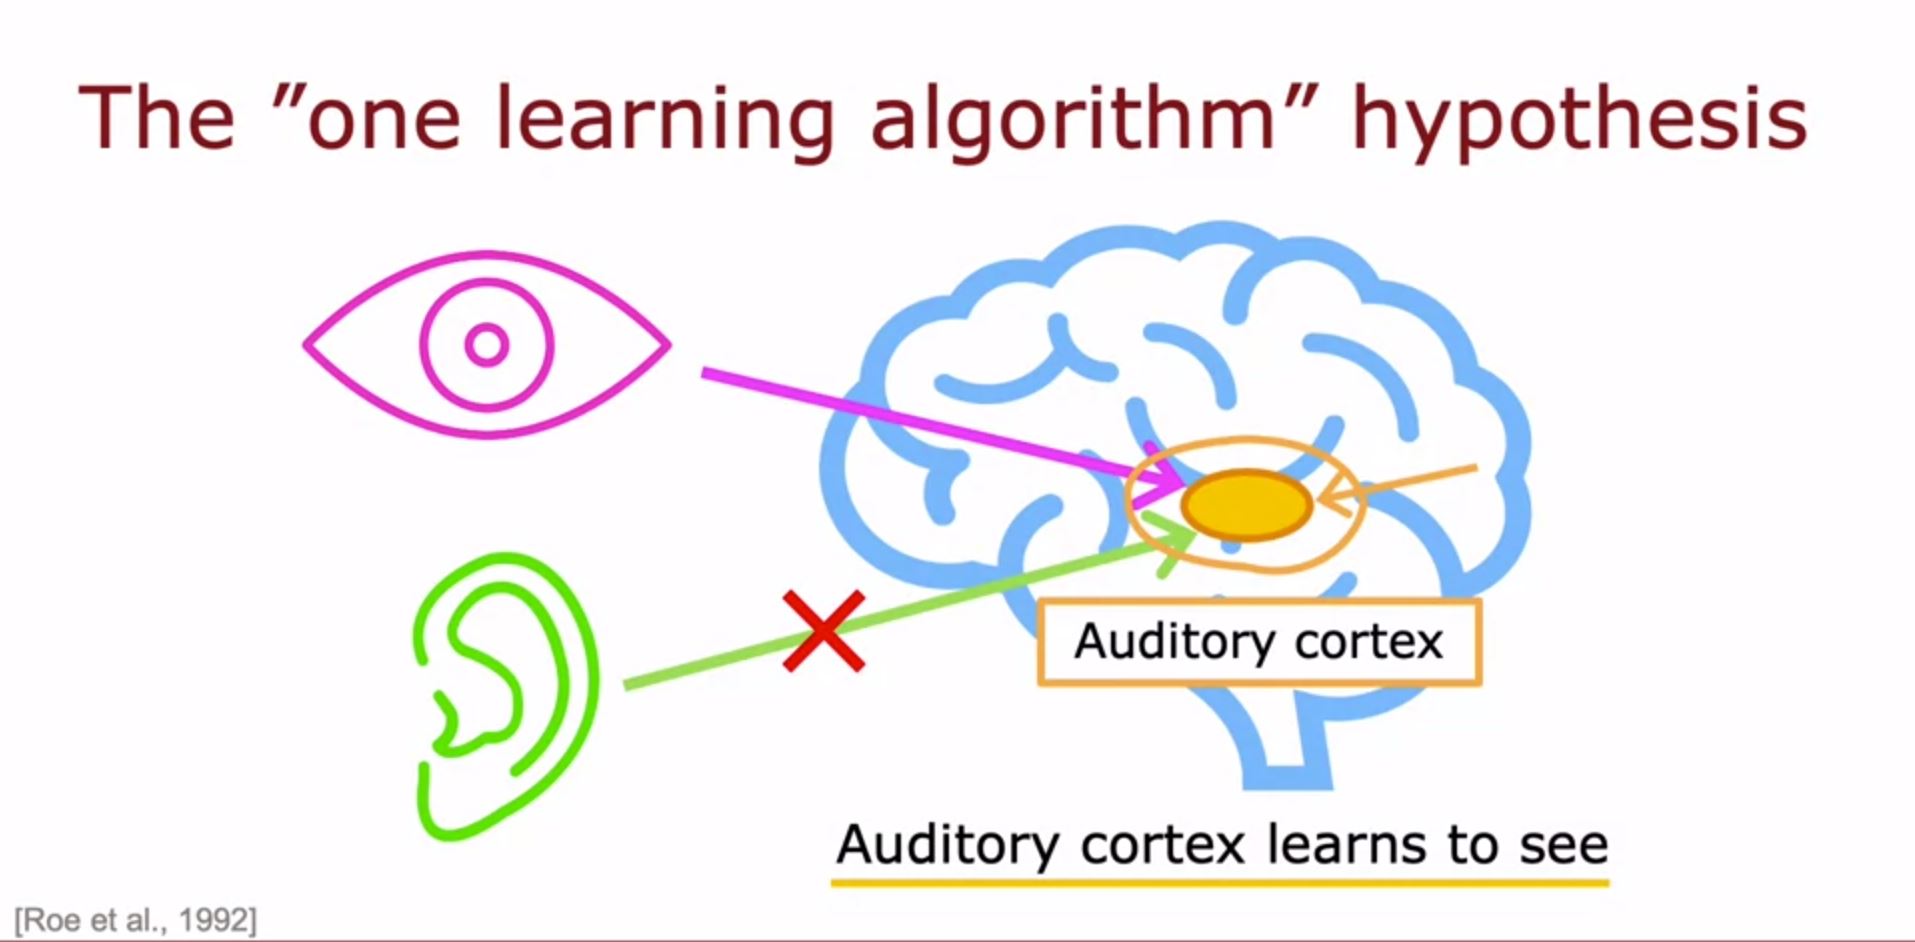 The ”one learning algorithm” hypothesis
Auditory cortex
Auditory cortex learns to see
[Roe et al., 1992]